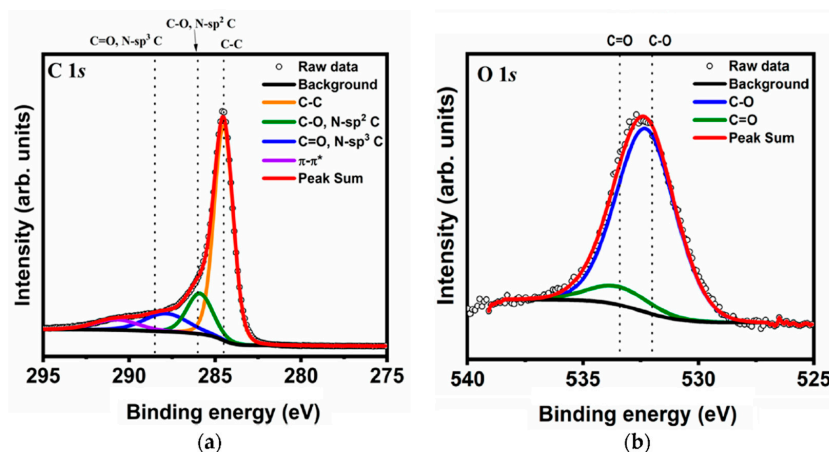 C-O, N-sp² C
C=O, N-sp³ C
C-C
C 1s
Raw data
Background
C-C
C-O, N-sp² C
C=O, N-sp³ C
π-π*
Peak Sum
Intensity (arb. units)
295 290 285 280 275
Binding energy (eV)
(a)
C=O C-O
O 1s
Raw data
Background
C-O
C=O
Peak Sum
Intensity (arb. units)
540 535 530 525
Binding energy (eV)
(b)